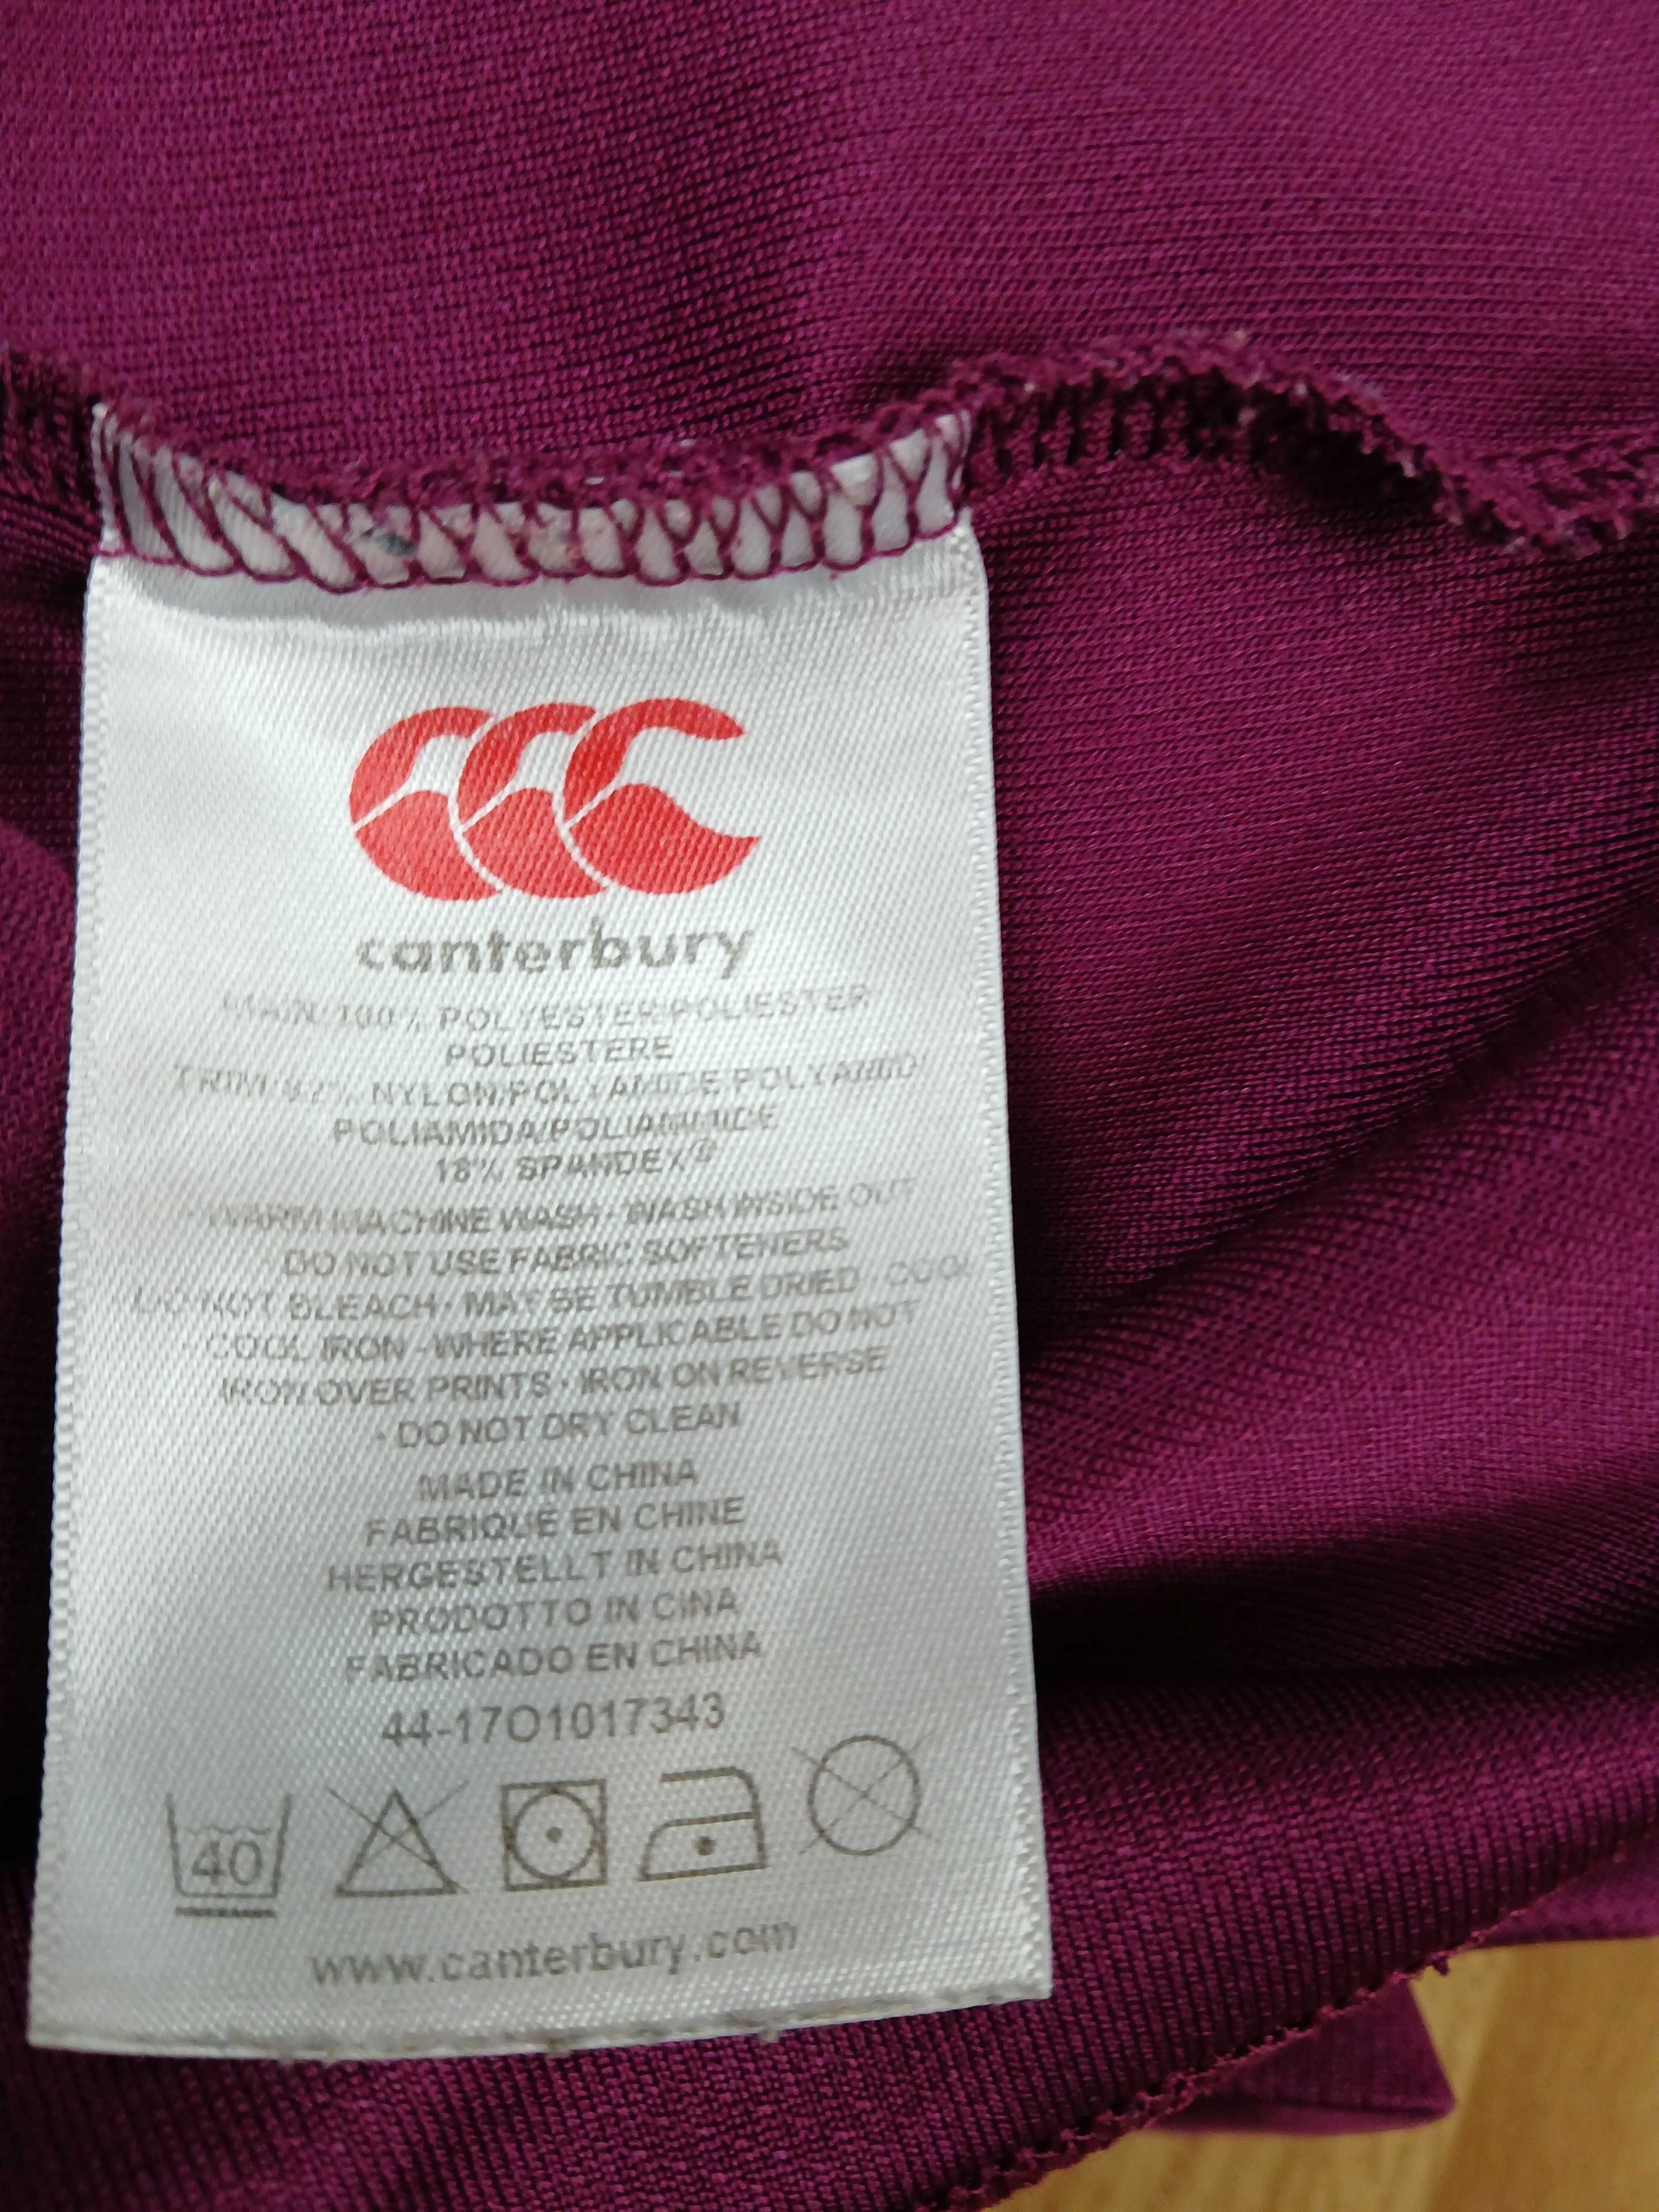 canterbury
MAIN: 100% POLYESTER/POLIESTER
POLIESTERE
TRIM: 82% NYLON/POLYAMIDE POLYAMID/
POLIAMIDA/POLIAMMIDE
18% SPANDEX®
· WARM MACHINE WASH · WASH INSIDE OUT
· DO NOT USE FABRIC SOFTENERS
· DO NOT BLEACH · MAY BE TUMBLE DRIED · COOL
· COOL IRON · WHERE APPLICABLE DO NOT
IRON OVER PRINTS · IRON ON REVERSE
· DO NOT DRY CLEAN
MADE IN CHINA
FABRIQUE EN CHINE
HERGESTELLT IN CHINA
PRODOTTO IN CINA
FABRICADO EN CHINA
44-17O1017343
40
www.canterbury.com